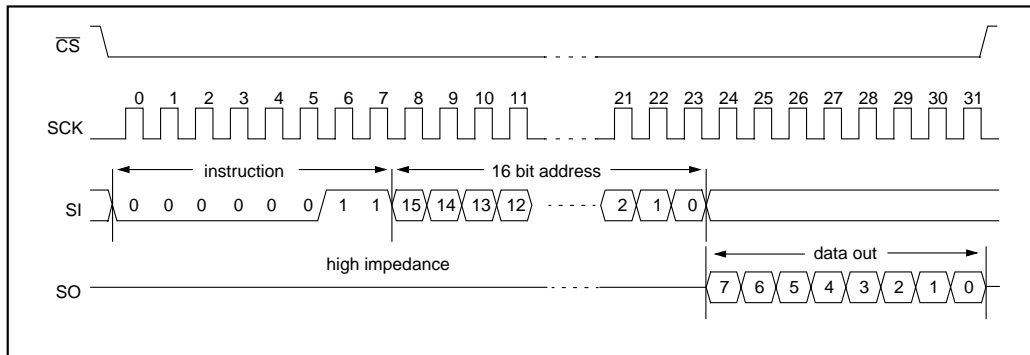 CS
0 1 2 3 4 5 6 7 8 9 10 11 21 22 23 24 25 26 27 28 29 30 31
SCK
instruction 16 bit address
SI 0 0 0 0 0 0 1 1 15 14 13 12 2 1 0
data out
high impedance
SO 7 6 5 4 3 2 1 0